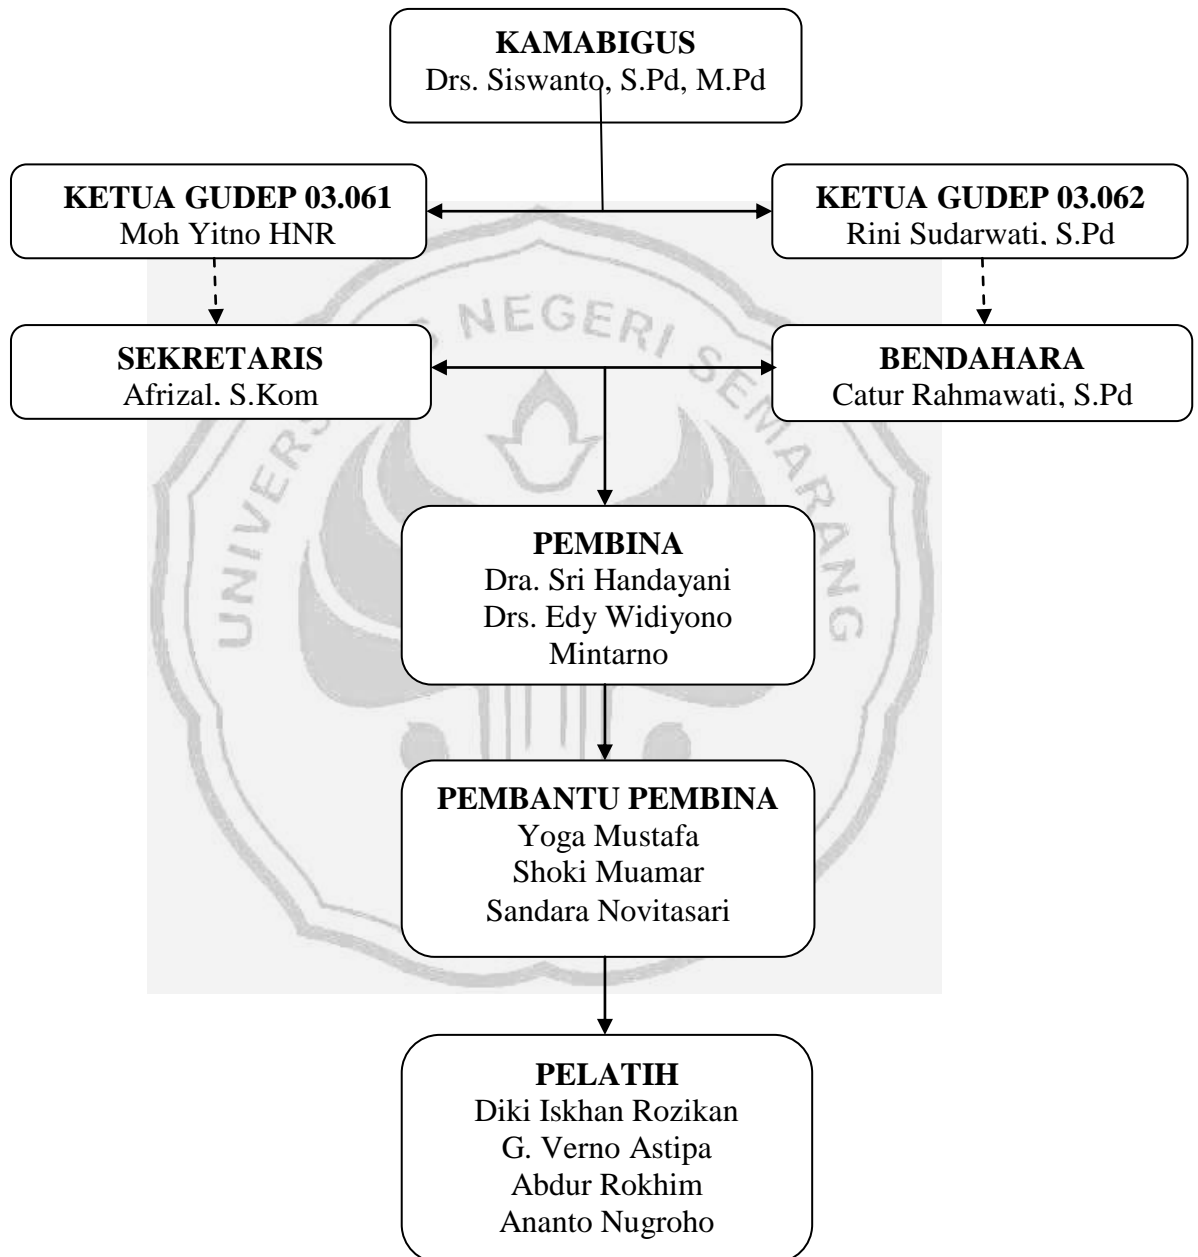 KAMABIGUS
Drs. Siswanto, S.Pd, M.Pd
KETUA GUDEP 03.061
Moh Yitno HNR
KETUA GUDEP 03.062
Rini Sudarwati, S.Pd
SEKRETARIS
Afrizal, S.Kom
BENDAHARA
Catur Rahmawati, S.Pd
PEMBINA
Dra. Sri Handayani
Drs. Edy Widiyono
Mintarno
PEMBANTU PEMBINA
Yoga Mustafa
Shoki Muamar
Sandara Novitasari
PELATIH
Diki Iskhan Rozikan
G. Verno Astipa
Abdur Rokhim
Ananto Nugroho
NEGERI SEMARANG